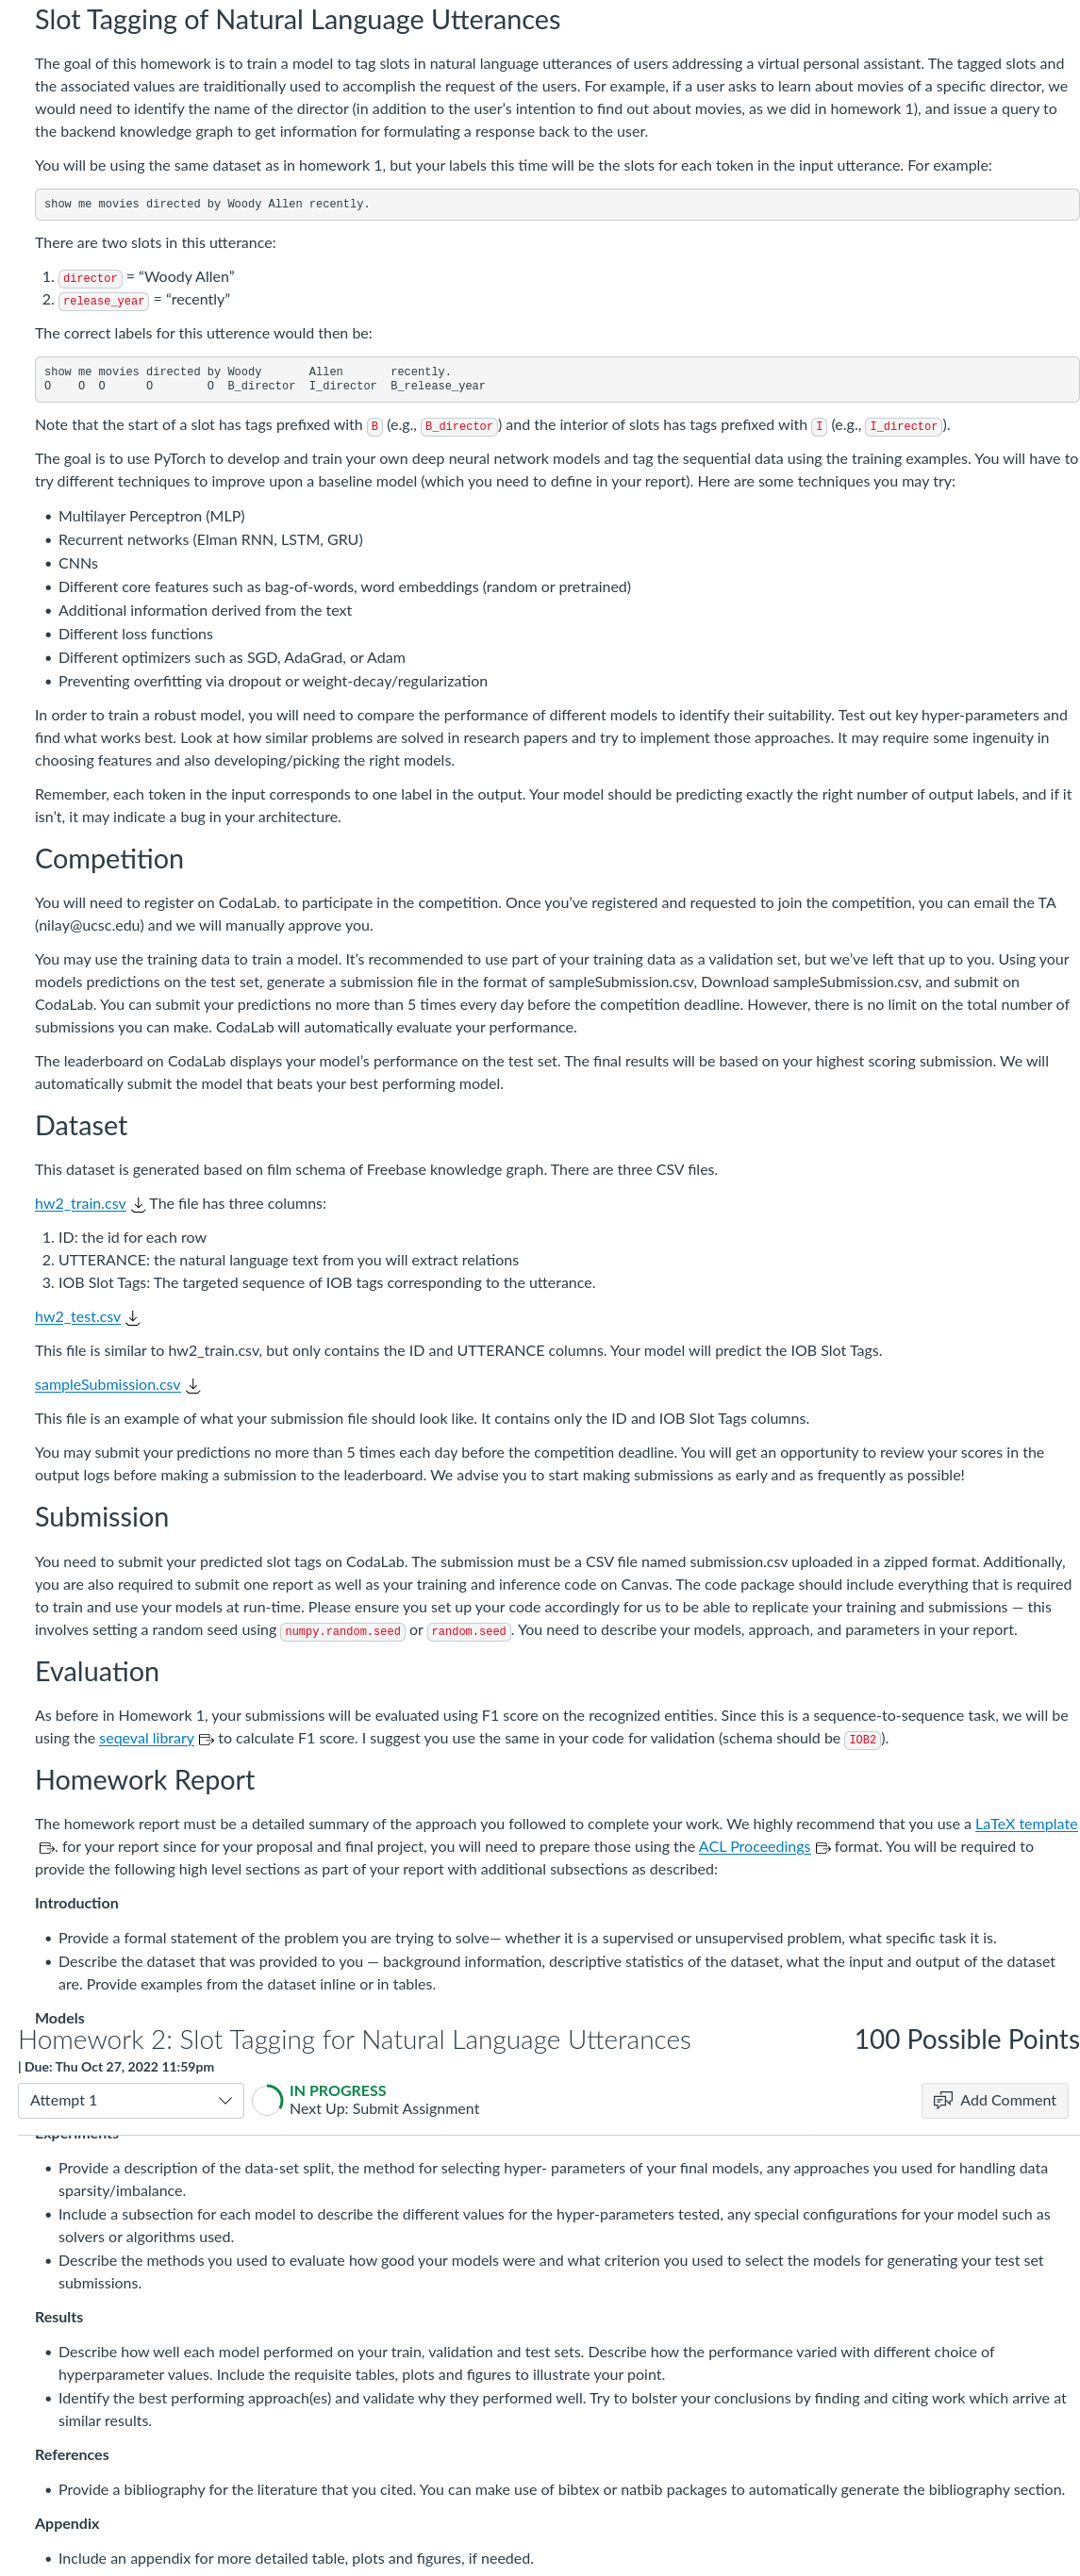 Slot Tagging of Natural Language Utterances
The goal of this homework is to train a model to tag slots in natural language utterances of users addressing a virtual personal assistant. The tagged slots and
the associated values are traiditionally used to accomplish the request of the users. For example, if a user asks to learn about movies of a specific director, we
would need to identify the name of the director (in addition to the user's intention to find out about movies, as we did in homework 1), and issue a query to
the backend knowledge graph to get information for formulating a response back to the user.
You will be using the same dataset as in homework 1, but your labels this time will be the slots for each token in the input utterance. For example:
show me movies directed by Woody Allen recently.
There are two slots in this utterance:
1. director = “Woody Allen”
2. release_year = “recently”
The correct labels for this utterence would then be:
show me movies directed by Woody Allen recently.
O O O O O B_director I_director B_release_year
Note that the start of a slot has tags prefixed with B (e.g., B_director) and the interior of slots has tags prefixed with I (e.g., I_director).
The goal is to use PyTorch to develop and train your own deep neural network models and tag the sequential data using the training examples. You will have to
try different techniques to improve upon a baseline model (which you need to define in your report). Here are some techniques you may try:
• Multilayer Perceptron (MLP)
• Recurrent networks (Elman RNN, LSTM, GRU)
• CNNs
• Different core features such as bag-of-words, word embeddings (random or pretrained)
• Additional information derived from the text
• Different loss functions
• Different optimizers such as SGD, AdaGrad, or Adam
• Preventing overfitting via dropout or weight-decay/regularization
In order to train a robust model, you will need to compare the performance of different models to identify their suitability. Test out key hyper-parameters and
find what works best. Look at how similar problems are solved in research papers and try to implement those approaches. It may require some ingenuity in
choosing features and also developing/picking the right models.
Remember, each token in the input corresponds to one label in the output. Your model should be predicting exactly the right number of output labels, and if it
isn't, it may indicate a bug in your architecture.
Competition
You will need to register on CodaLab. to participate in the competition. Once you've registered and requested to join the competition, you can email the TA
(nilay@ucsc.edu) and we will manually approve you.
You may use the training data to train a model. It's recommended to use part of your training data as a validation set, but we've left that up to you. Using your
models predictions on the test set, generate a submission file in the format of sampleSubmission.csv, Download sampleSubmission.csv, and submit on
CodaLab. You can submit your predictions no more than 5 times every day before the competition deadline. However, there is no limit on the total number of
submissions you can make. CodaLab will automatically evaluate your performance.
The leaderboard on CodaLab displays your model's performance on the test set. The final results will be based on your highest scoring submission. We will
automatically submit the model that beats your best performing model.
Dataset
This dataset is generated based on film schema of Freebase knowledge graph. There are three CSV files.
hw2_train.csv The file has three columns:
1. ID: the id for each row
2. UTTERANCE: the natural language text from you will extract relations
3. IOB Slot Tags: The targeted sequence of IOB tags corresponding to the utterance.
hw2_test.csv
This file is similar to hw2_train.csv, but only contains the ID and UTTERANCE columns. Your model will predict the IOB Slot Tags.
sampleSubmission.csv
This file is an example of what your submission file should look like. It contains only the ID and IOB Slot Tags columns.
You may submit your predictions no more than 5 times each day before the competition deadline. You will get an opportunity to review your scores in the
output logs before making a submission to the leaderboard. We advise you to start making submissions as early and as frequently as possible!
Submission
You need to submit your predicted slot tags on CodaLab. The submission must be a CSV file named submission.csv uploaded in a zipped format. Additionally,
you are also required to submit one report as well as your training and inference code on Canvas. The code package should include everything that is required
to train and use your models at run-time. Please ensure you set up your code accordingly for us to be able to replicate your training and submissions — this
involves setting a random seed using numpy.random.seed or random.seed. You need to describe your models, approach, and parameters in your report.
Evaluation
As before in Homework 1, your submissions will be evaluated using F1 score on the recognized entities. Since this is a sequence-to-sequence task, we will be
using the seqeval library to calculate F1 score. I suggest you use the same in your code for validation (schema should be IOB2).
Homework Report
The homework report must be a detailed summary of the approach you followed to complete your work. We highly recommend that you use a LaTeX template
. for your report since for your proposal and final project, you will need to prepare those using the ACL Proceedings format. You will be required to
provide the following high level sections as part of your report with additional subsections as described:
Introduction
• Provide a formal statement of the problem you are trying to solve— whether it is a supervised or unsupervised problem, what specific task it is.
• Describe the dataset that was provided to you — background information, descriptive statistics of the dataset, what the input and output of the dataset
are. Provide examples from the dataset inline or in tables.
Models
Homework 2: Slot Tagging for Natural Language Utterances 100 Possible Points
| Due: Thu Oct 27, 2022 11:59pm
Attempt 1 IN PROGRESS
Next Up: Submit Assignment Add Comment
Experiments
• Provide a description of the data-set split, the method for selecting hyper- parameters of your final models, any approaches you used for handling data
sparsity/imbalance.
• Include a subsection for each model to describe the different values for the hyper-parameters tested, any special configurations for your model such as
solvers or algorithms used.
• Describe the methods you used to evaluate how good your models were and what criterion you used to select the models for generating your test set
submissions.
Results
• Describe how well each model performed on your train, validation and test sets. Describe how the performance varied with different choice of
hyperparameter values. Include the requisite tables, plots and figures to illustrate your point.
• Identify the best performing approach(es) and validate why they performed well. Try to bolster your conclusions by finding and citing work which arrive at
similar results.
References
• Provide a bibliography for the literature that you cited. You can make use of bibtex or natbib packages to automatically generate the bibliography section.
Appendix
• Include an appendix for more detailed table, plots and figures, if needed.